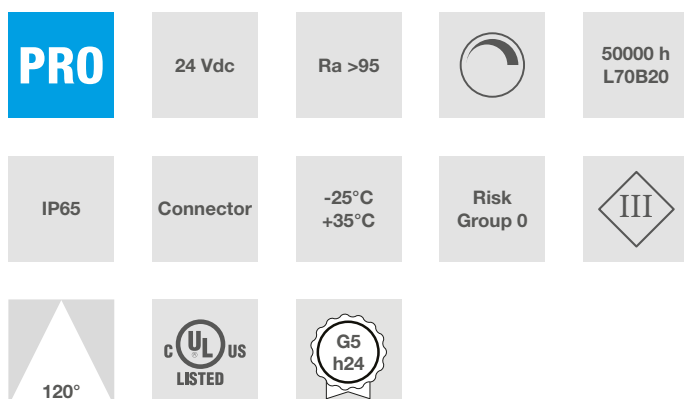 PRO
24 Vdc
Ra >95
50000 h
L70B20
IP65
Connector
-25°C
+35°C
Risk
Group 0
III
120°
C UL® US
LISTED
G5
h24